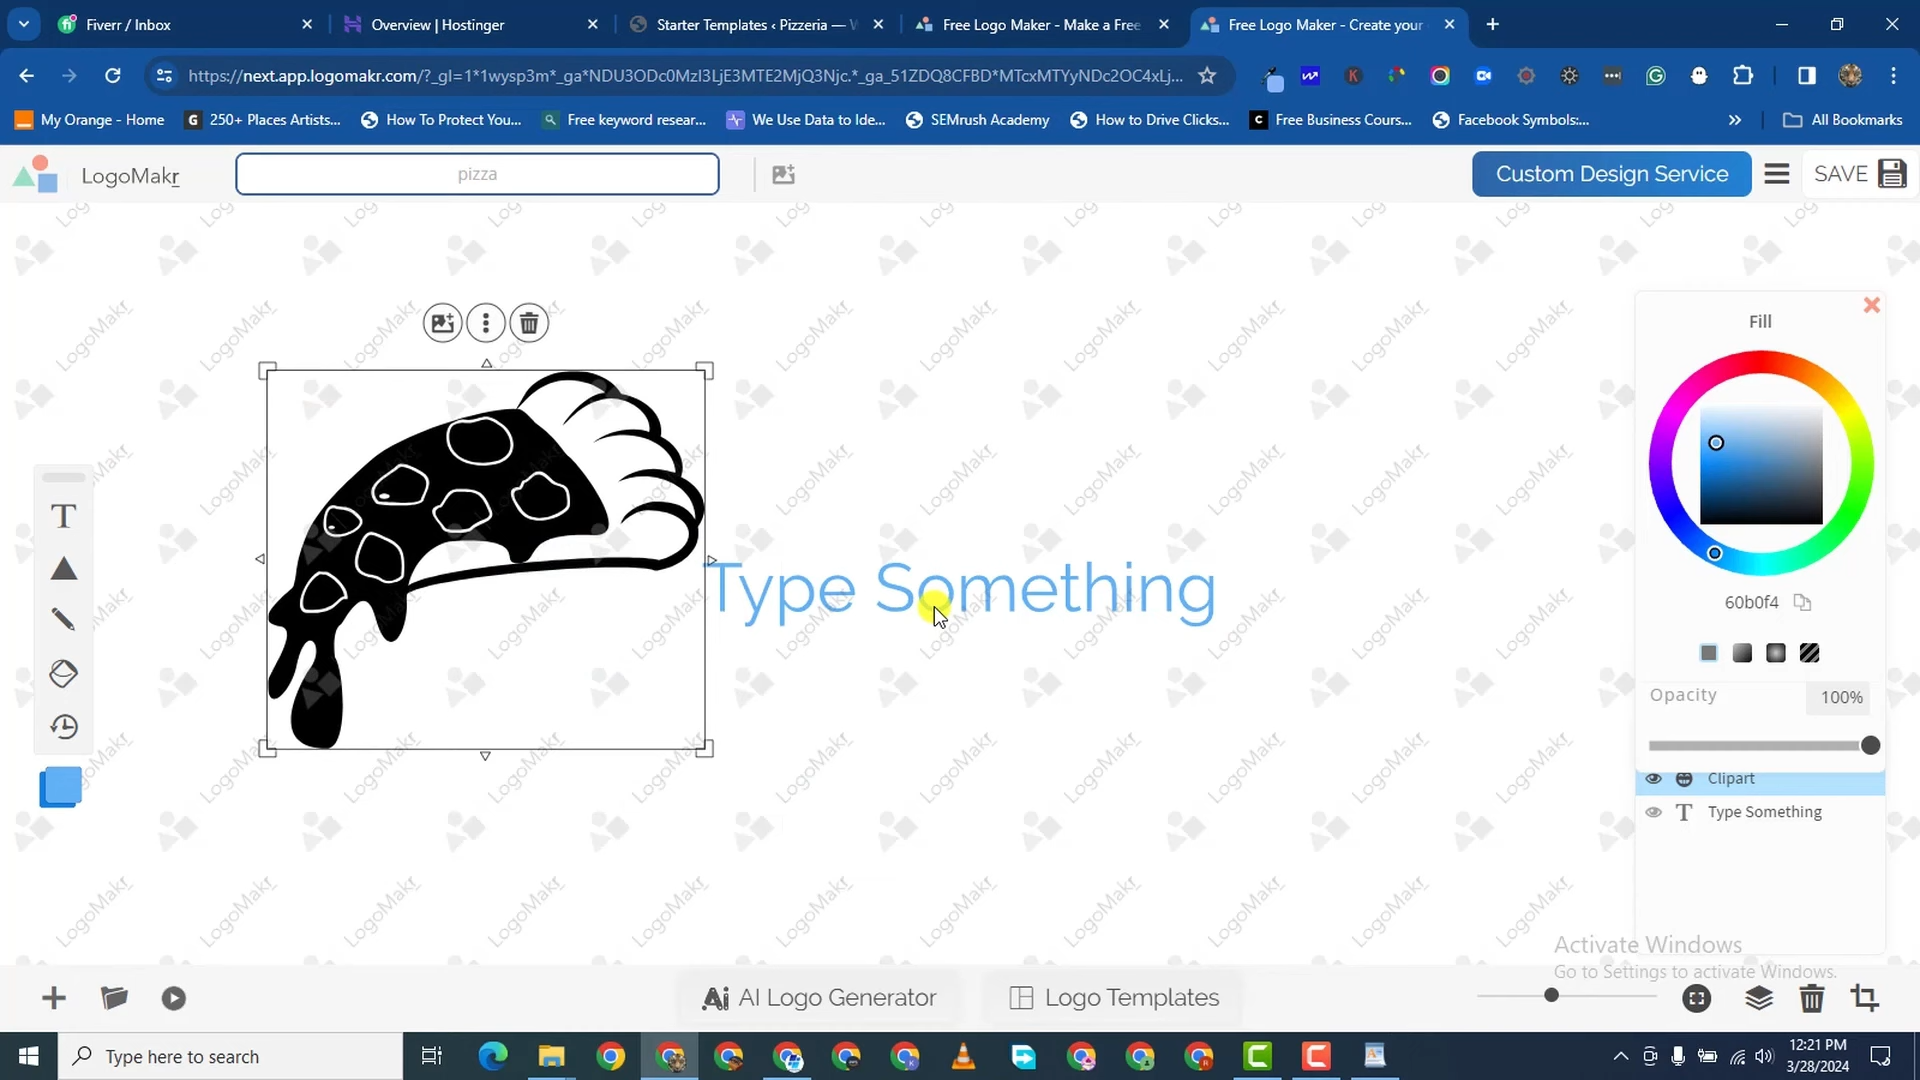 Fiverr / Inbox
Overview | Hostinger
Starter Templates ‹ Pizzeria —
Free Logo Maker - Make a Free
Free Logo Maker - Create your
https://next.app.logomakr.com/?_gl=1*1wysp3m*_ga*NDU3ODc0MzI3LjE3MTE2MjQ3Njc.*_ga_51ZDQ8CFBD*MTcxMTYyNDc2OC4xLj...
My Orange - Home
250+ Places Artists...
How To Protect You...
Free keyword resear...
We Use Data to Ide...
SEMrush Academy
How to Drive Clicks...
Free Business Cours...
Facebook Symbols:...
All Bookmarks
LogoMakr
pizza
Custom Design Service
SAVE
Fill
Type Something
60b0f4
Opacity
100%
Clipart
Type Something
Activate Windows
Go to Settings to activate Windows.
AI Logo Generator
Logo Templates
Type here to search
12:21 PM
3/28/2024